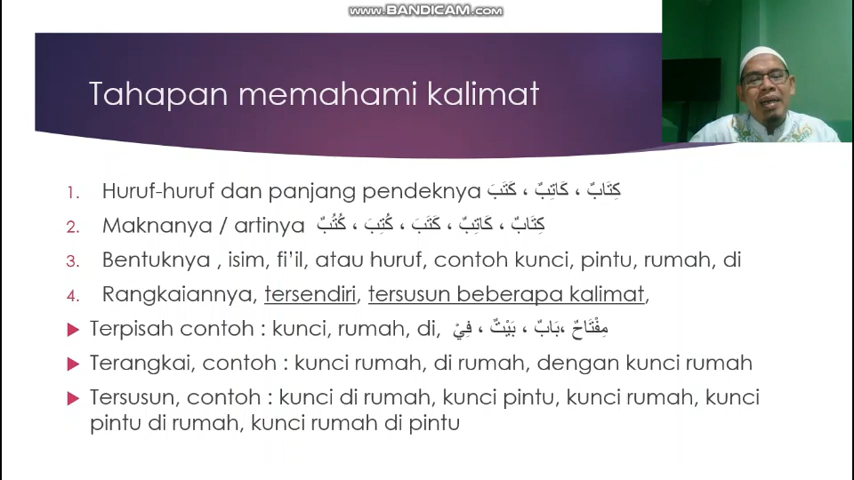 www.BANDICAM.com
Tahapan memahami kalimat
1. Huruf-huruf dan panjang pendeknya كِتَابٌ ، كَاتِبٌ ، كَتَبَ
2. Maknanya / artinya كِتَابٌ ، كَاتِبٌ ، كَتَبَ ، كُتِبَ ، كُتُبٌ
3. Bentuknya , isim, fi’il, atau huruf, contoh kunci, pintu, rumah, di
4. Rangkaiannya, tersendiri, tersusun beberapa kalimat,
Terpisah contoh : kunci, rumah, di, مِفْتَاحٌ ،بَابٌ ، بَيْتٌ ، فِيْ
Terangkai, contoh : kunci rumah, di rumah, dengan kunci rumah
Tersusun, contoh : kunci di rumah, kunci pintu, kunci rumah, kunci
pintu di rumah, kunci rumah di pintu